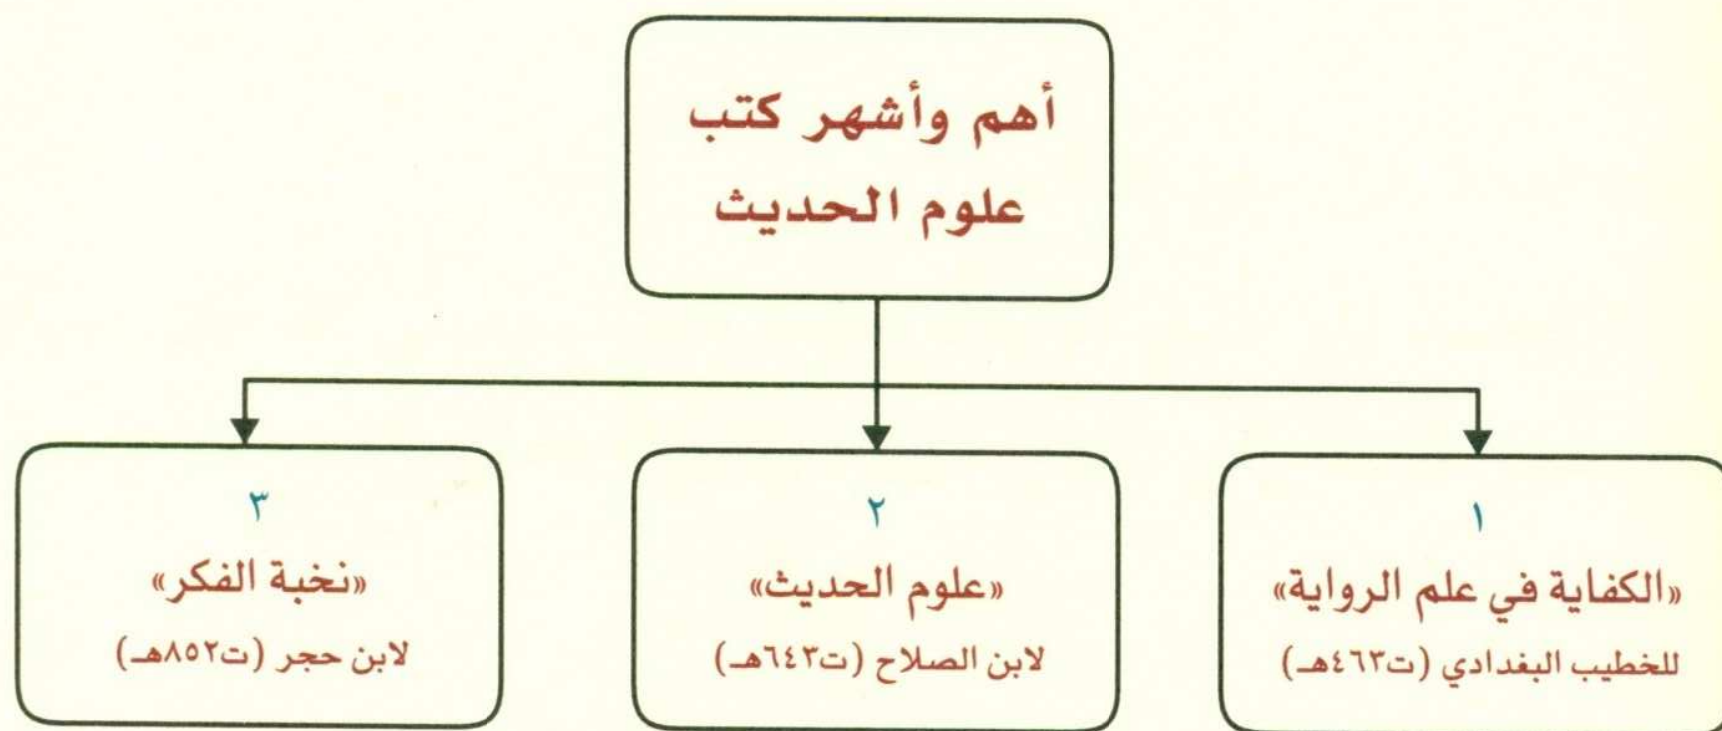 أهم وأشهر كتب
علوم الحديث
١
«الكفاية في علم الرواية»
للخطيب البغدادي (ت٤٦٣هـ)
٢
«علوم الحديث»
لابن الصلاح (ت٦٤٣هـ)
٣
«نخبة الفكر»
لابن حجر (ت٨٥٢هـ)